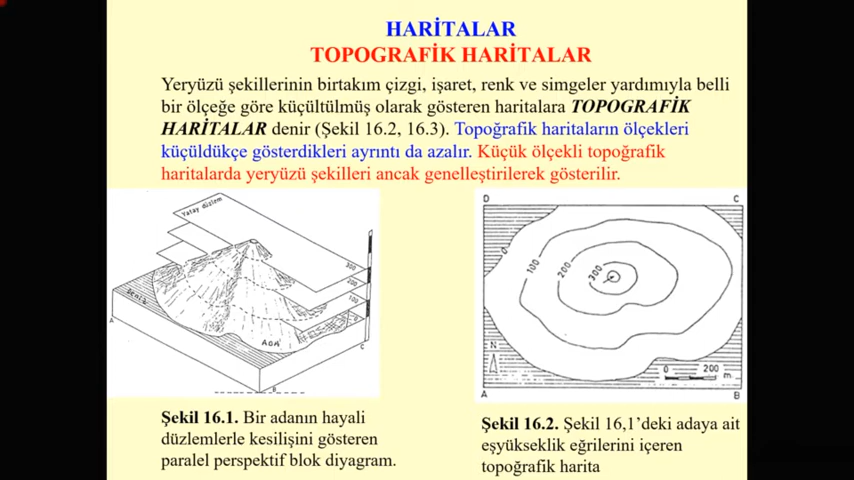 HARİTALAR
TOPOGRAFİK HARİTALAR
Yeryüzü şekillerinin birtakım çizgi, işaret, renk ve simgeler yardımıyla belli
bir ölçeğe göre küçültülmüş olarak gösteren haritalara TOPOGRAFİK
HARİTALAR denir (Şekil 16.2, 16.3). Topoğrafik haritaların ölçekleri
küçüldükçe gösterdikleri ayrıntı da azalır. Küçük ölçekli topoğrafik
haritalarda yeryüzü şekilleri ancak genelleştirilerek gösterilir.
Yatay düzlem
300
200
100
0
Deniz
ADA
A
B
C
D
C
0
100
200
300
N
0 200
m.
A
B
Şekil 16.1. Bir adanın hayali
düzlemlerle kesilişini gösteren
paralel perspektif blok diyagram.
Şekil 16.2. Şekil 16,1'deki adaya ait
eşyükseklik eğrilerini içeren
topoğrafik harita